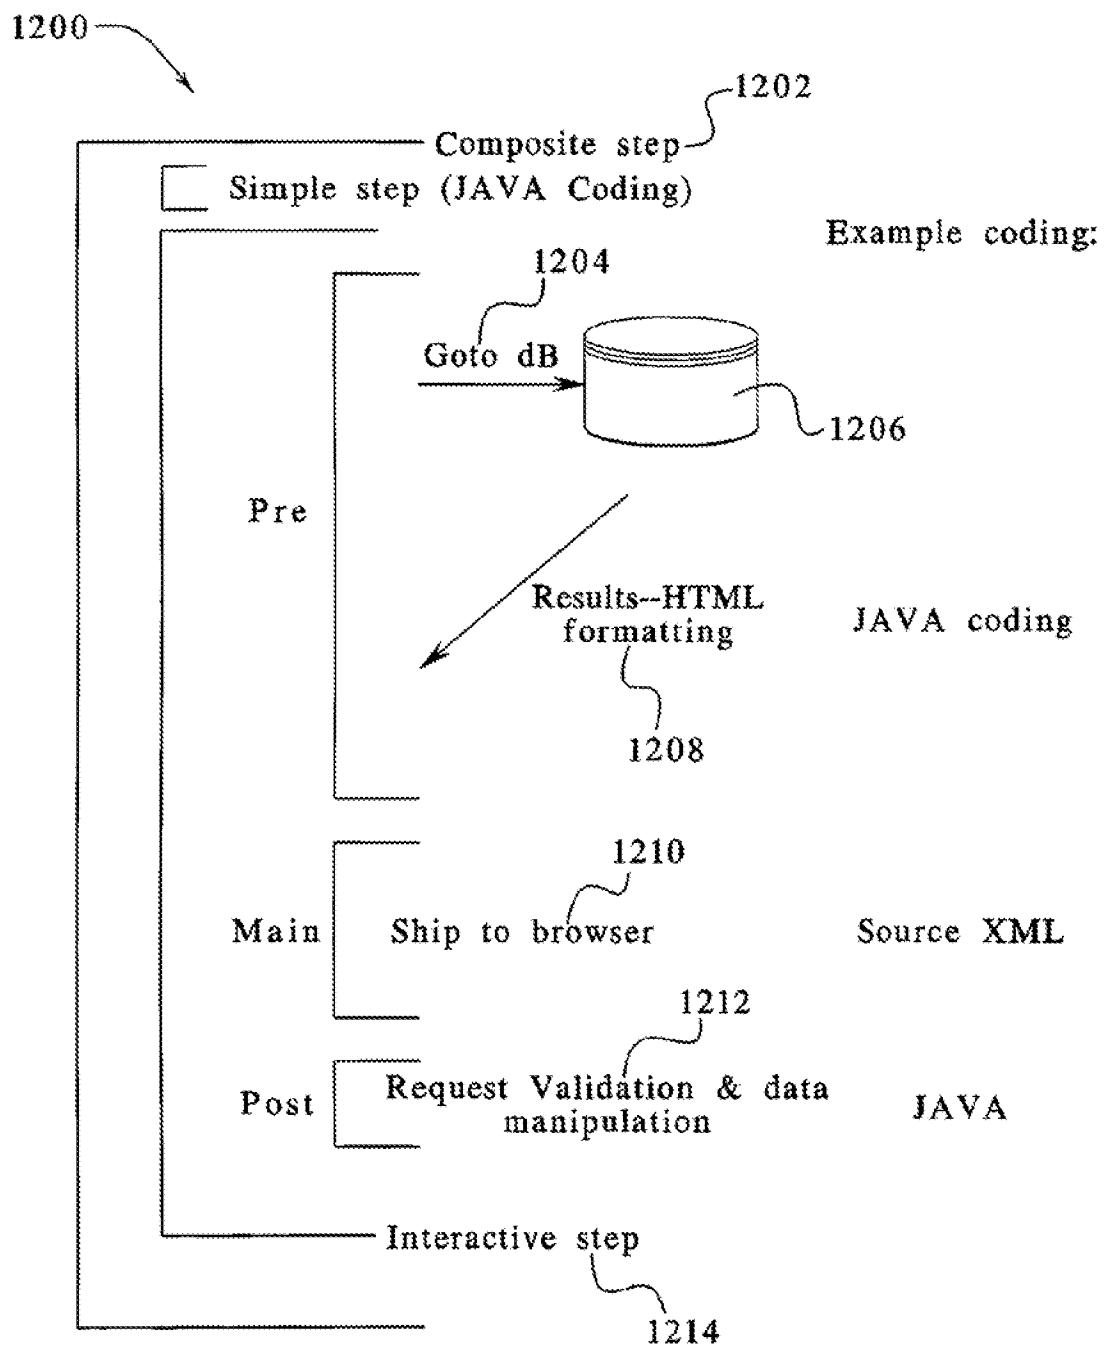 1200
1202
Composite step
Simple step (JAVA Coding)
Example coding:
1204
Goto dB
1206
Pre
Results--HTML
formatting
JAVA coding
1208
1210
Main
Ship to browser
Source XML
1212
Post
Request Validation & data
manipulation
JAVA
Interactive step
1214